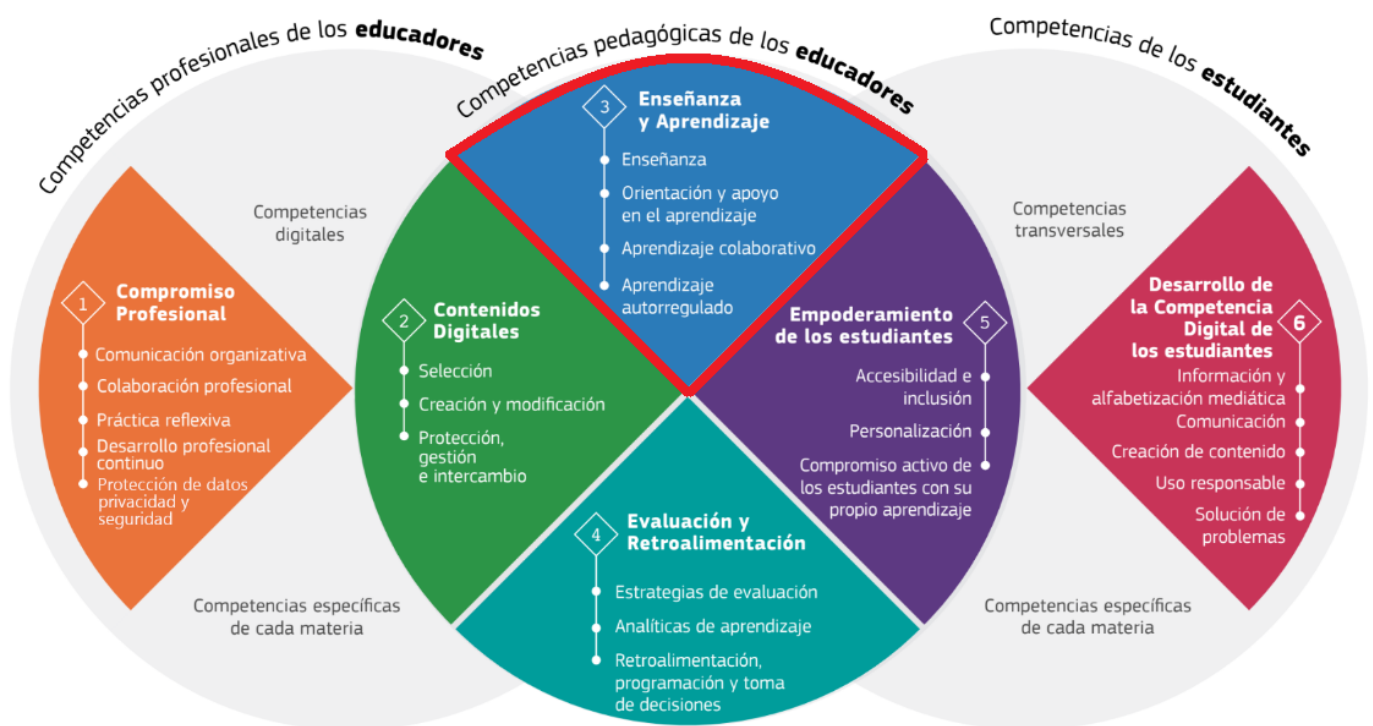 Competencias profesionales de los educadores
Competencias pedagógicas de los educadores
Competencias de los estudiantes
Competencias
digitales
1
Compromiso
Profesional
Comunicación organizativa
Colaboración profesional
Práctica reflexiva
Desarrollo profesional
continuo
Protección de datos
privacidad y
seguridad
Competencias específicas
de cada materia
2
Contenidos
Digitales
Selección
Creación y modificación
Protección,
gestión
e intercambio
3
Enseñanza
y Aprendizaje
Enseñanza
Orientación y apoyo
en el aprendizaje
Aprendizaje colaborativo
Aprendizaje
autorregulado
4
Evaluación y
Retroalimentación
Estrategias de evaluación
Analíticas de aprendizaje
Retroalimentación,
programación y toma
de decisiones
5
Empoderamiento
de los estudiantes
Accesibilidad e
inclusión
Personalización
Compromiso activo de
los estudiantes con su
propio aprendizaje
Competencias
transversales
6
Desarrollo de
la Competencia
Digital de
los estudiantes
Información y
alfabetización mediática
Comunicación
Creación de contenido
Uso responsable
Solución de
problemas
Competencias específicas
de cada materia